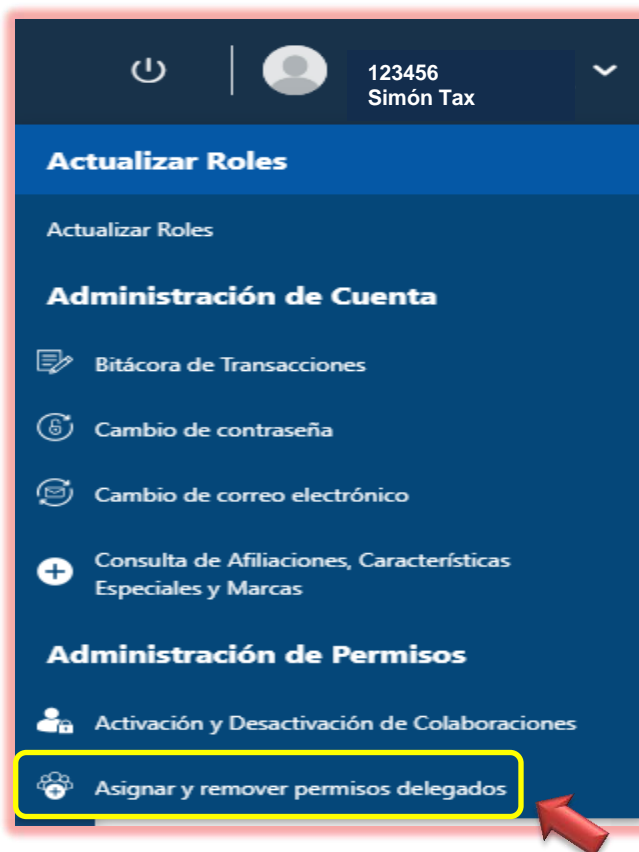 123456
Simón Tax
Actualizar Roles
Actualizar Roles
Administración de Cuenta
Bitácora de Transacciones
Cambio de contraseña
Cambio de correo electrónico
Consulta de Afiliaciones, Características
Especiales y Marcas
Administración de Permisos
Activación y Desactivación de Colaboraciones
Asignar y remover permisos delegados